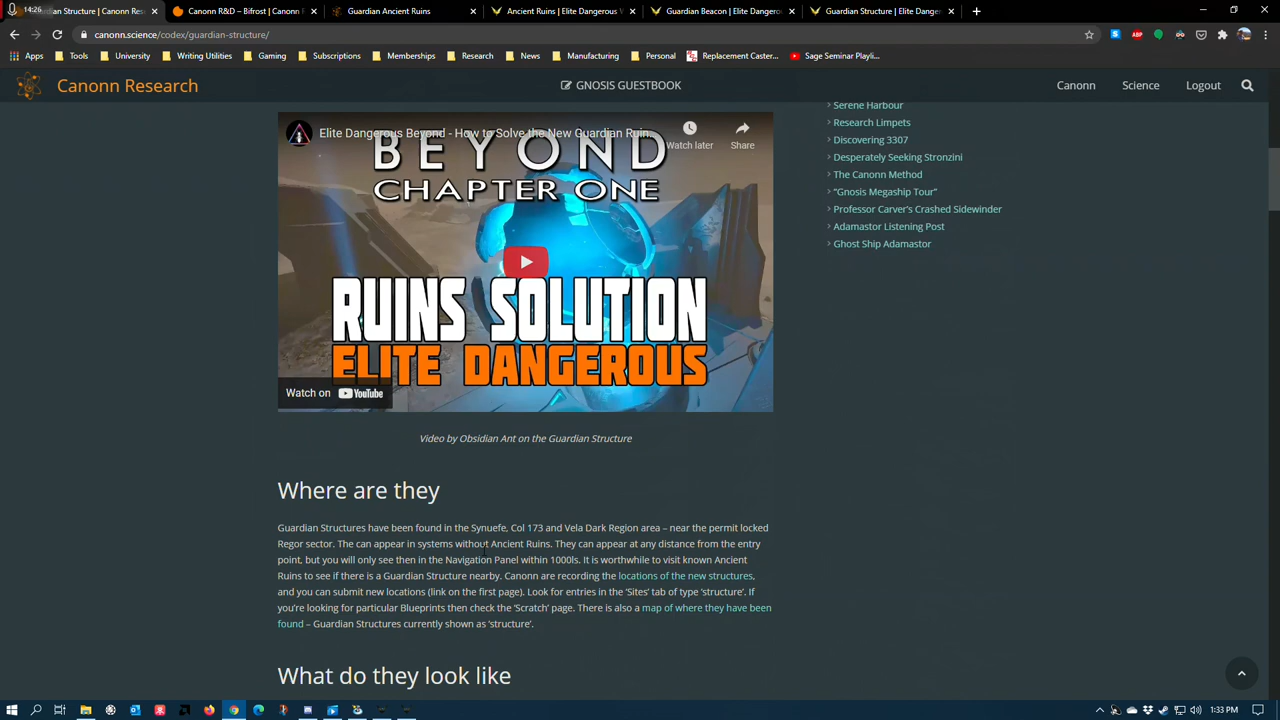 14:26
Guardian Structure | Canonn Res
Canonn R&D – Bifrost | Canonn F
Guardian Ancient Ruins
Ancient Ruins | Elite Dangerous W
Guardian Beacon | Elite Dangerou
Guardian Structure | Elite Danger
canonn.science/codex/guardian-structure/
Apps Tools University Writing Utilities Gaming Subscriptions Memberships Research News Manufacturing Personal Replacement Caster... Sage Seminar Playli...
Canonn Research
GNOSIS GUESTBOOK
Canonn Science Logout
Elite Dangerous Beyond - How to Solve the New Guardian Ruin...
Watch later
Share
BEYOND
CHAPTER ONE
RUINS SOLUTION
ELITE DANGEROUS
Watch on YouTube
Video by Obsidian Ant on the Guardian Structure
Serene Harbour
Research Limpets
Discovering 3307
Desperately Seeking Stronzini
The Canonn Method
"Gnosis Megaship Tour"
Professor Carver's Crashed Sidewinder
Adamastor Listening Post
Ghost Ship Adamastor
Where are they
Guardian Structures have been found in the Synuefe, Col 173 and Vela Dark Region area – near the permit locked
Regor sector. The can appear in systems without Ancient Ruins. They can appear at any distance from the entry
point, but you will only see then in the Navigation Panel within 1000ls. It is worthwhile to visit known Ancient
Ruins to see if there is a Guardian Structure nearby. Canonn are recording the locations of the new structures,
and you can submit new locations (link on the first page). Look for entries in the 'Sites' tab of type 'structure'. If
you're looking for particular Blueprints then check the 'Scratch' page. There is also a map of where they have been
found – Guardian Structures currently shown as 'structure'.
What do they look like
1:33 PM